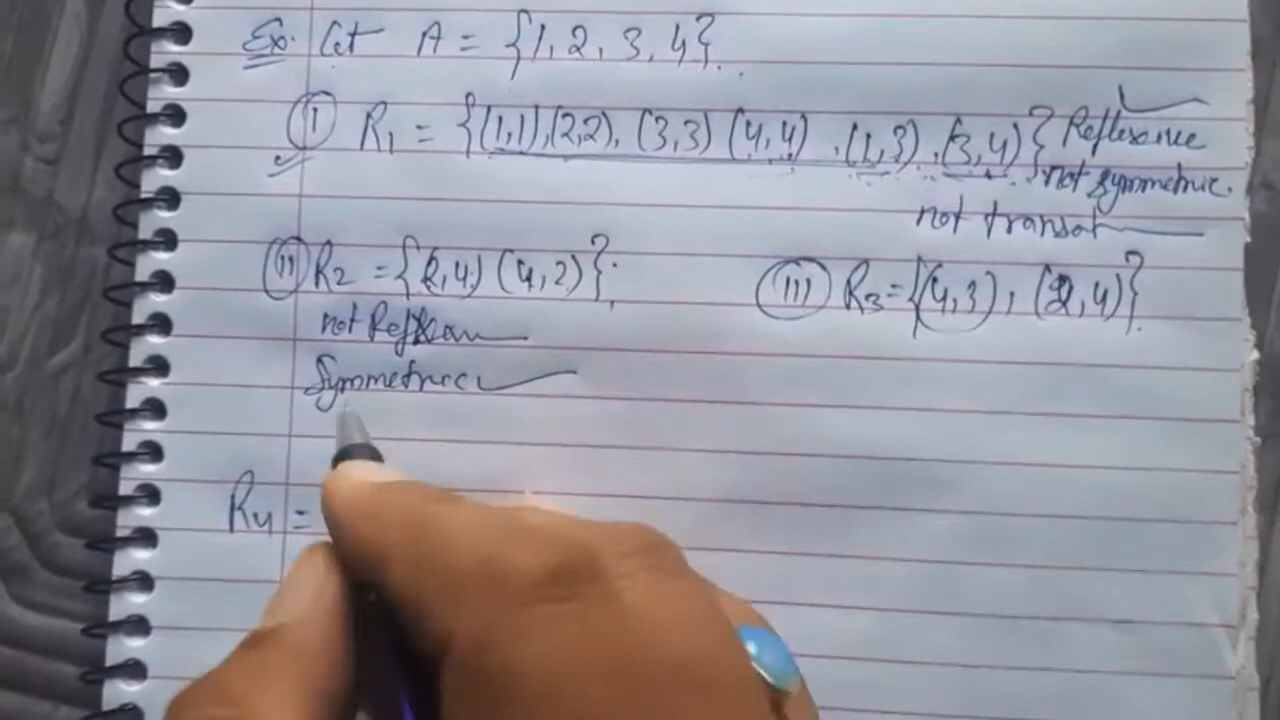 Ex. Let A = {1, 2, 3, 4}.
(I) R1 = {(1,1),(2,2), (3,3) (4,4) , (1,3) , (3,4)} Reflexive
not symmetric.
not transat
(II) R2 = {(2,4) (4,2)}.
(III) R3 = {(4,3), (2,4)}
not
Symmetric
R4 =